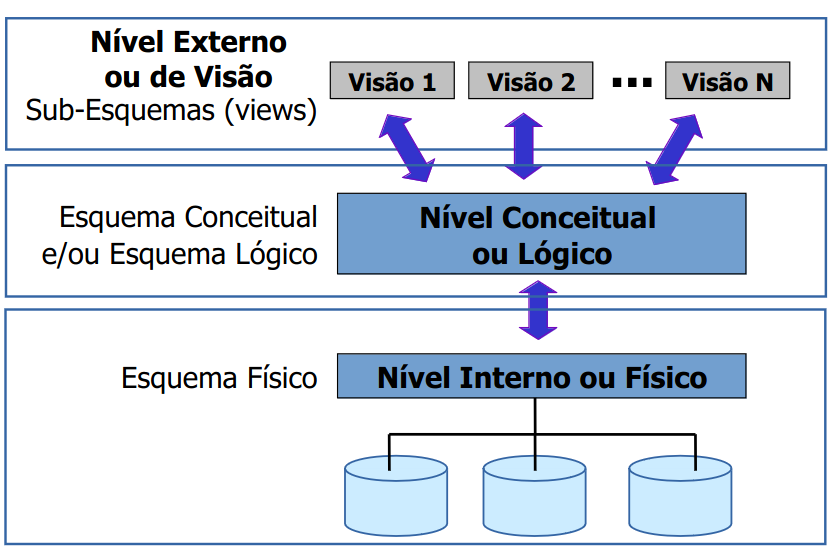 Nível Externo
ou de Visão
Sub-Esquemas (views)
Visão 1
Visão 2
...
Visão N
Esquema Conceitual
e/ou Esquema Lógico
Nível Conceitual
ou Lógico
Esquema Físico
Nível Interno ou Físico